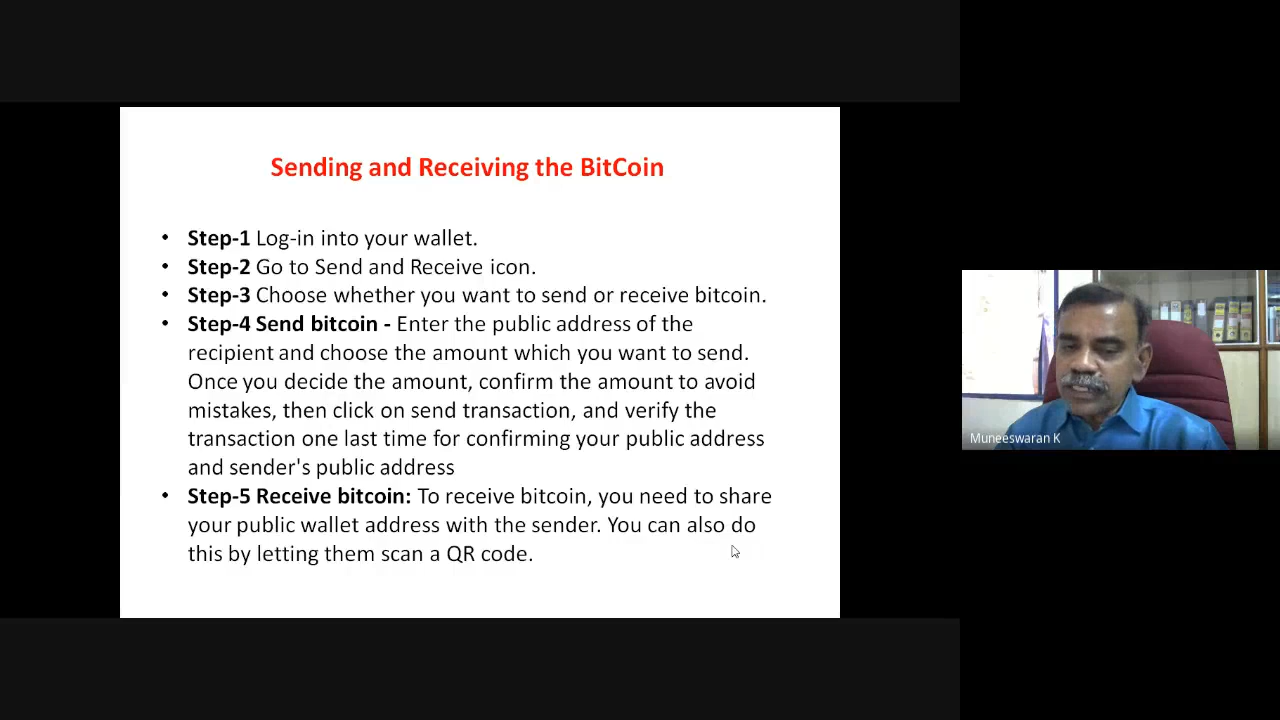 Sending and Receiving the BitCoin
• Step-1 Log-in into your wallet.
• Step-2 Go to Send and Receive icon.
• Step-3 Choose whether you want to send or receive bitcoin.
• Step-4 Send bitcoin - Enter the public address of the
recipient and choose the amount which you want to send.
Once you decide the amount, confirm the amount to avoid
mistakes, then click on send transaction, and verify the
transaction one last time for confirming your public address
and sender's public address
• Step-5 Receive bitcoin: To receive bitcoin, you need to share
your public wallet address with the sender. You can also do
this by letting them scan a QR code.
Muneeswaran K